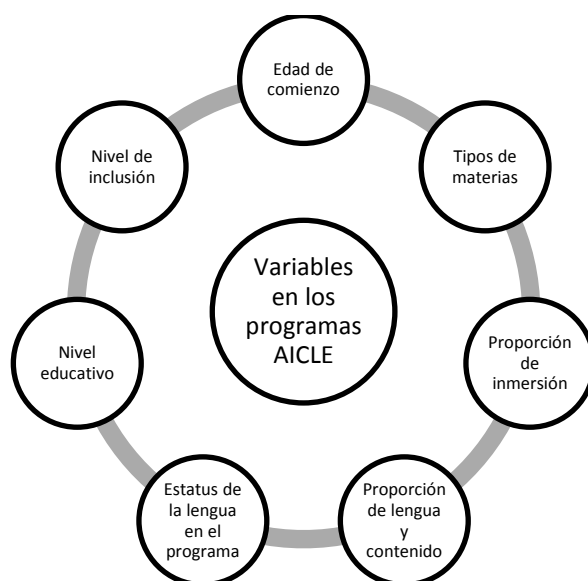 Edad de
comienzo
Tipos de
materias
Proporción
de
inmersión
Proporción
de lengua
y
contenido
Estatus de
la lengua
en el
programa
Nivel
educativo
Nivel de
inclusión
Variables
en los
programas
AICLE